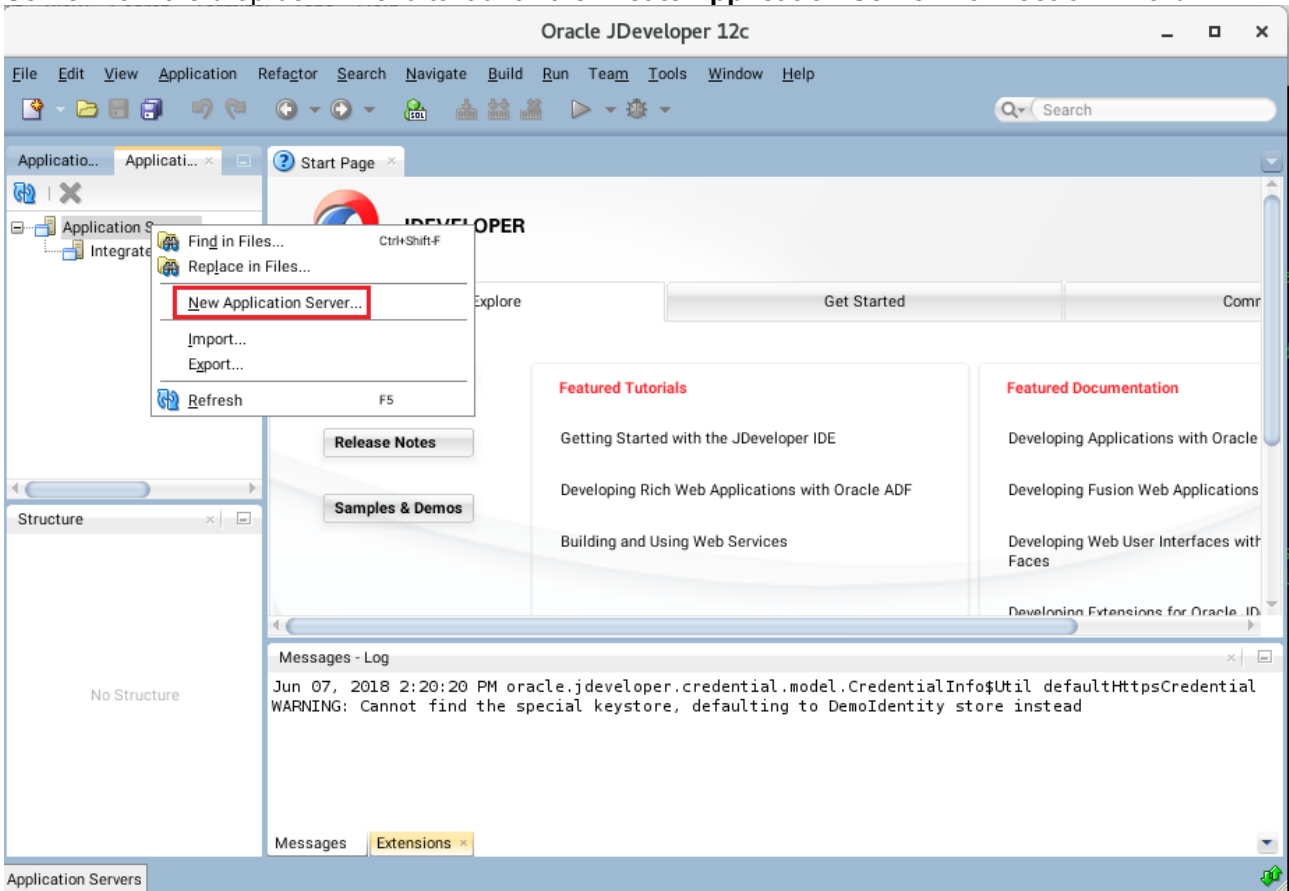 Oracle JDeveloper 12c
File Edit View Application Refactor Search Navigate Build Run Team Tools Window Help
Search
Applicatio... Applicati...
Start Page
Application S
Integrate
Find in Files... Ctrl+Shift-F
Replace in Files...
New Application Server...
Import...
Export...
Refresh F5
JDEVELOPER
Explore Get Started
Release Notes
Samples & Demos
Featured Tutorials
Getting Started with the JDeveloper IDE
Developing Rich Web Applications with Oracle ADF
Building and Using Web Services
Featured Documentation
Developing Applications with Oracle
Developing Fusion Web Applications
Developing Web User Interfaces with
Faces
Developing Extensions for Oracle JD
Structure
No Structure
Messages - Log
Jun 07, 2018 2:20:20 PM oracle.jdeveloper.credential.model.CredentialInfo$Util defaultHttpsCredential
WARNING: Cannot find the special keystore, defaulting to DemoIdentity store instead
Messages Extensions
Application Servers